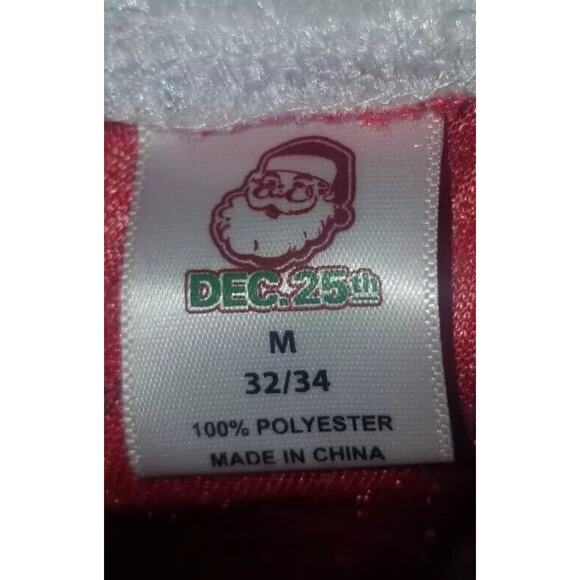 DEC. 25th
M
32/34
100% POLYESTER
MADE IN CHINA